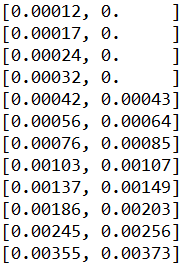 [0.00012, 0.     ]
[0.00017, 0.     ]
[0.00024, 0.     ]
[0.00032, 0.     ]
[0.00042, 0.00043]
[0.00056, 0.00064]
[0.00076, 0.00085]
[0.00103, 0.00107]
[0.00137, 0.00149]
[0.00186, 0.00203]
[0.00245, 0.00256]
[0.00355, 0.00373]